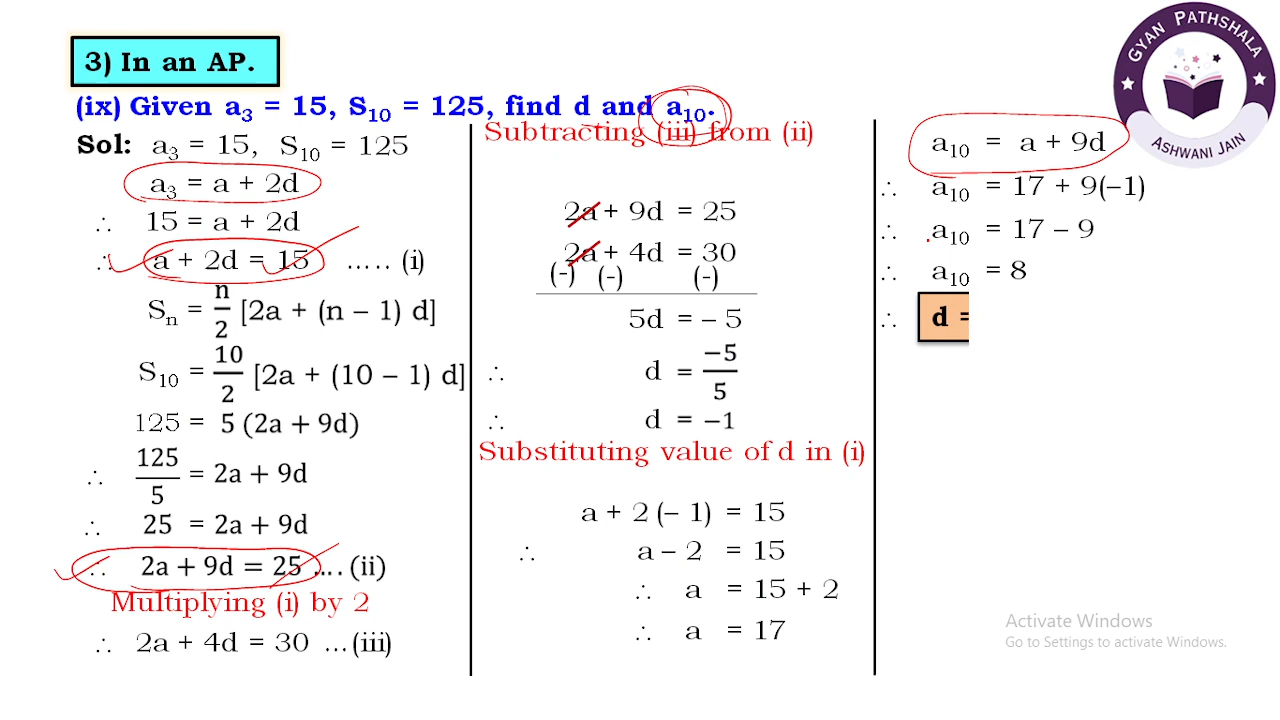 3) In an AP.
(ix) Given a₃ = 15, S₁₀ = 125, find d and a₁₀.
Sol: a₃ = 15, S₁₀ = 125
a₃ = a + 2d
∴ 15 = a + 2d
∴ a + 2d = 15 ..... (i)
Sₙ = n/2 [2a + (n – 1) d]
S₁₀ = 10/2 [2a + (10 – 1) d]
125 = 5 (2a + 9d)
∴ 125/5 = 2a + 9d
∴ 25 = 2a + 9d
∴ 2a + 9d = 25 .... (ii)
Multiplying (i) by 2
∴ 2a + 4d = 30 ...(iii)
Subtracting (iii) from (ii)
2a + 9d = 25
2a + 4d = 30
(-) (-) (-)
5d = – 5
∴ d = –5/5
∴ d = –1
Substituting value of d in (i)
a + 2 (– 1) = 15
∴ a – 2 = 15
∴ a = 15 + 2
∴ a = 17
a₁₀ = a + 9d
∴ a₁₀ = 17 + 9(–1)
∴ a₁₀ = 17 – 9
∴ a₁₀ = 8
∴ d =
GYAN PATHSHALA
ASHWANI JAIN
Activate Windows
Go to Settings to activate Windows.